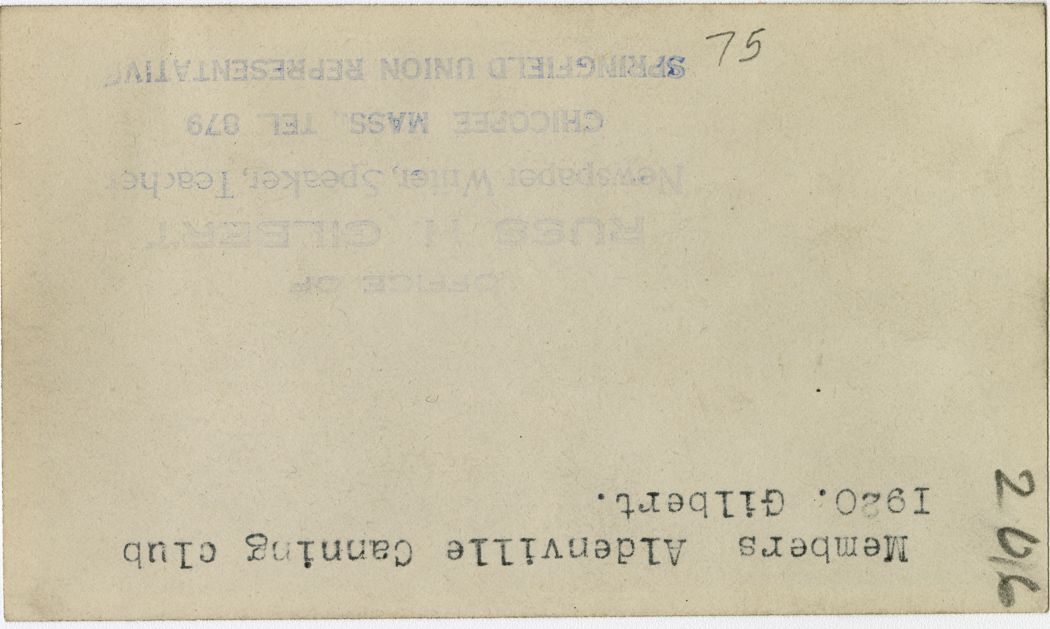 Members Aldenville Canning club
1920. Gilbert.
OFFICE OF
RUSS H. GILBERT
Newspaper Writer, Speaker, Teacher
CHICOPEE MASS. TEL. 879
SPRINGFIELD UNION REPRESENTATIVE
75